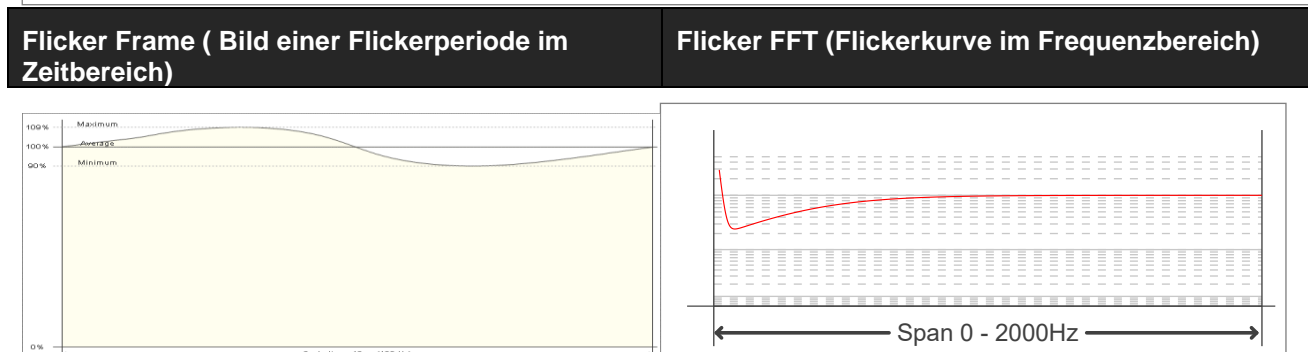 Flicker Frame ( Bild einer Flickerperiode im
Zeitbereich)
Flicker FFT (Flickerkurve im Frequenzbereich)
109%
Maximum
100%
Average
90%
Minimum
0%
Span 0 - 2000Hz